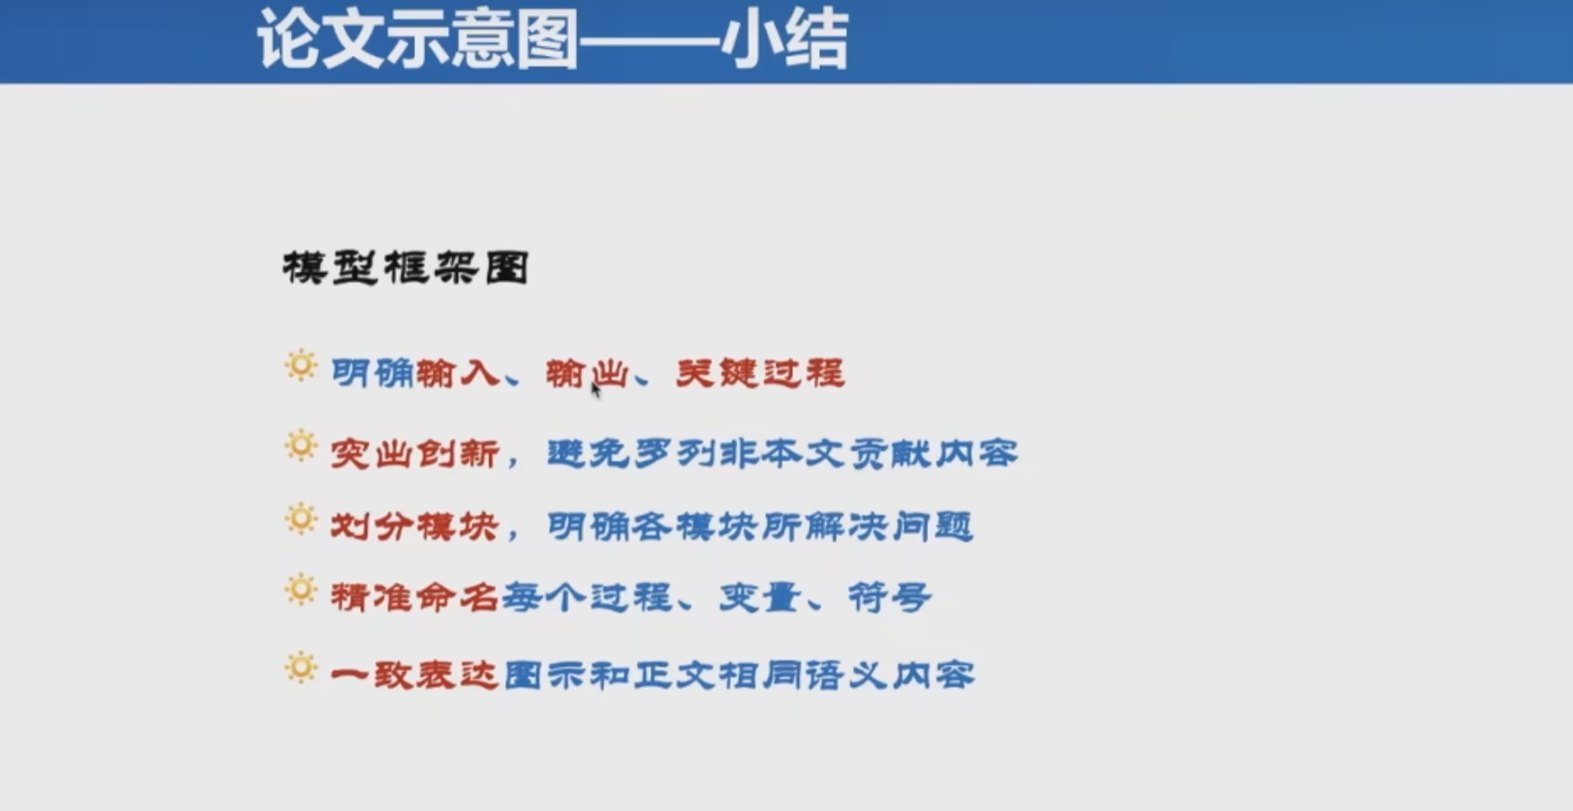 论文示意图——小结
模型框架图
明确输入、输出、关键过程
突出创新，避免罗列非本文贡献内容
划分模块，明确各模块所解决问题
精准命名每个过程、变量、符号
一致表达图示和正文相同语义内容